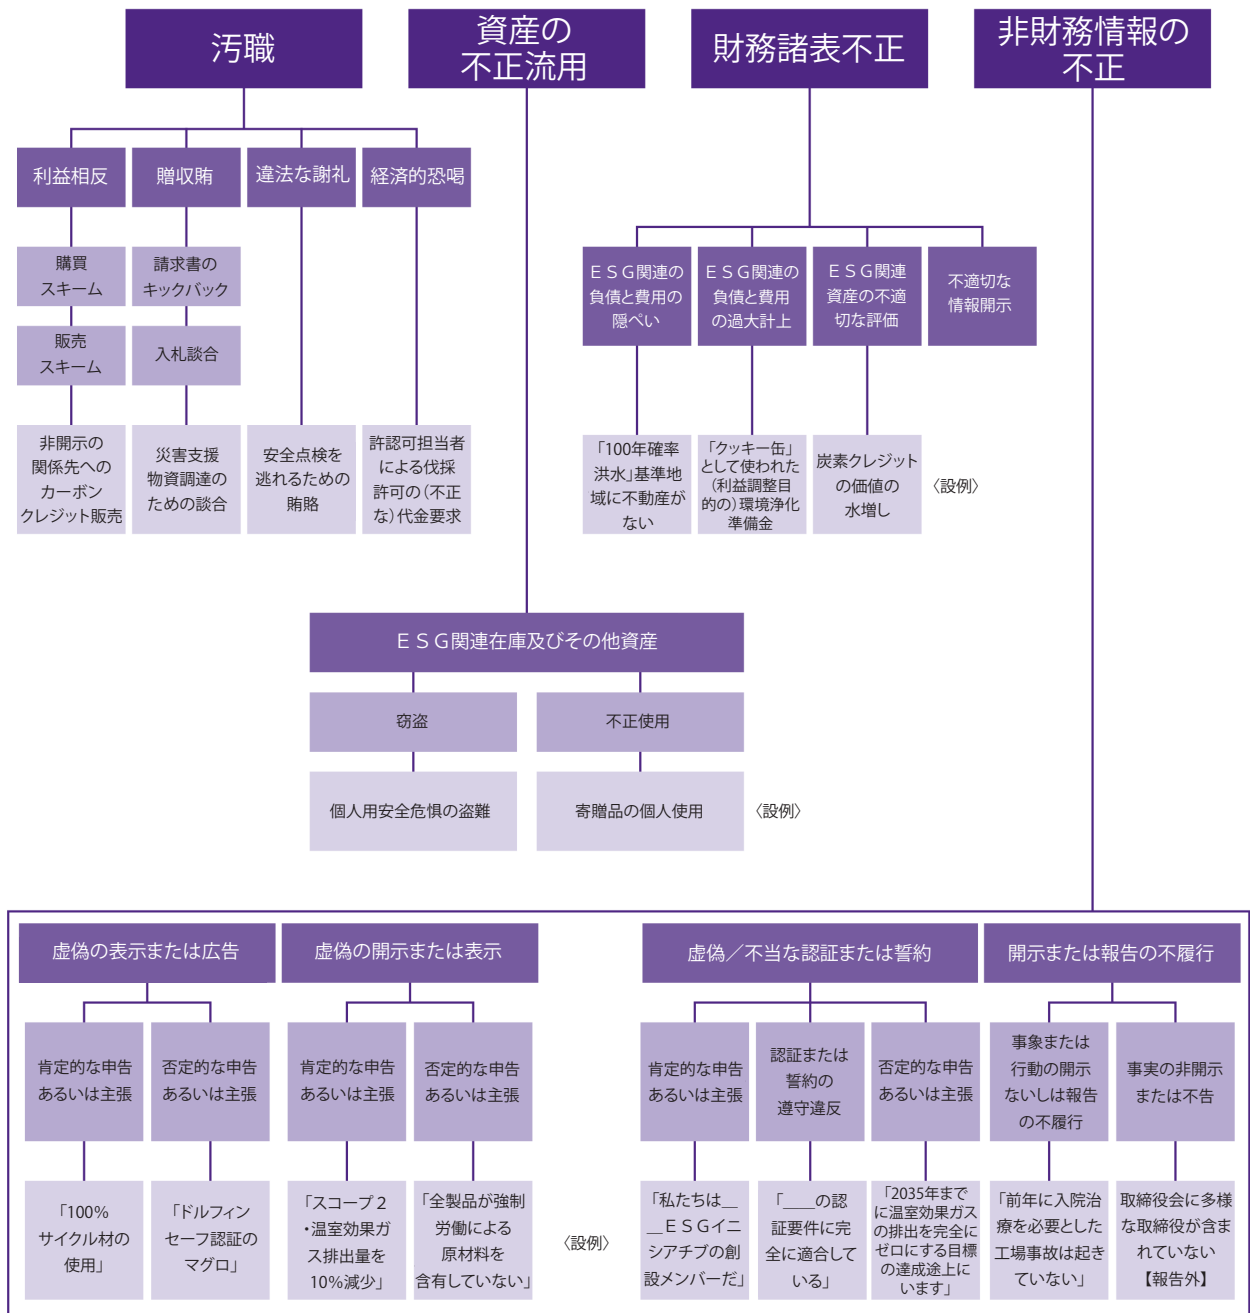 汚職
資産の
不正流用
財務諸表不正
非財務情報の
不正
利益相反
贈収賄
違法な謝礼
経済的恐喝
購買
スキーム
請求書の
キックバック
販売
スキーム
入札談合
非開示の
関係先への
カーボン
クレジット販売
災害支援
物資調達の
ための談合
安全点検を
逃れるための
賄賂
許認可担当者
による伐採
許可の(不正
な)代金要求
ESG関連の
負債と費用の
隠ぺい
ESG関連の
負債と費用
の過大計上
ESG関連
資産の不適
切な評価
不適切な
情報開示
「100年確率
洪水」基準地
域に不動産が
ない
「クッキー缶」
として使われた
(利益調整目
的の)環境浄化
準備金
炭素クレジット
の価値の
水増し
〈設例〉
ESG関連在庫及びその他資産
窃盗
不正使用
個人用安全危惧の盗難
寄贈品の個人使用
〈設例〉
虚偽の表示または広告
虚偽の開示または表示
虚偽/不当な認証または誓約
開示または報告の不履行
肯定的な申告
あるいは主張
否定的な申告
あるいは主張
肯定的な申告
あるいは主張
否定的な申告
あるいは主張
肯定的な申告
あるいは主張
認証または
誓約の
遵守違反
否定的な申告
あるいは主張
事象または
行動の開示
ないしは報告
の不履行
事実の非開示
または不告
「100%
サイクル材の
使用」
「ドルフィン
セーフ認証の
マグロ」
「スコープ2
・温室効果ガ
ス排出量を
10%減少」
「全製品が強制
労働による
原材料を
含有していない」
〈設例〉
「私たちは__
__ESGイニ
シアチブの創
設メンバーだ」
「___の認
証要件に完
全に適合して
いる」
「2035年まで
に温室効果ガス
の排出を完全に
ゼロにする目標
の達成途上に
います」
「前年に入院治
療を必要とした
工場事故は起き
ていない」
取締役会に多様
な取締役が含ま
れていない
【報告外】